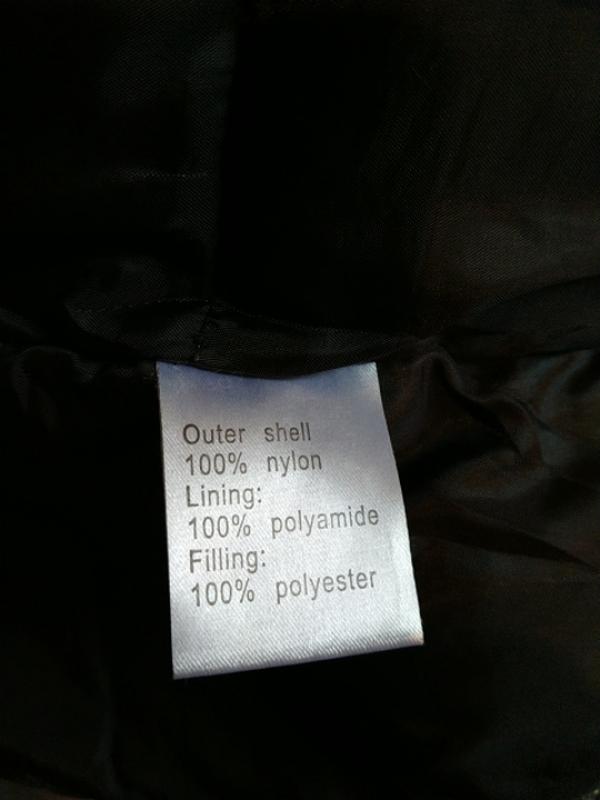 Outer shell
100% nylon
Lining:
100% polyamide
Filling:
100% polyester